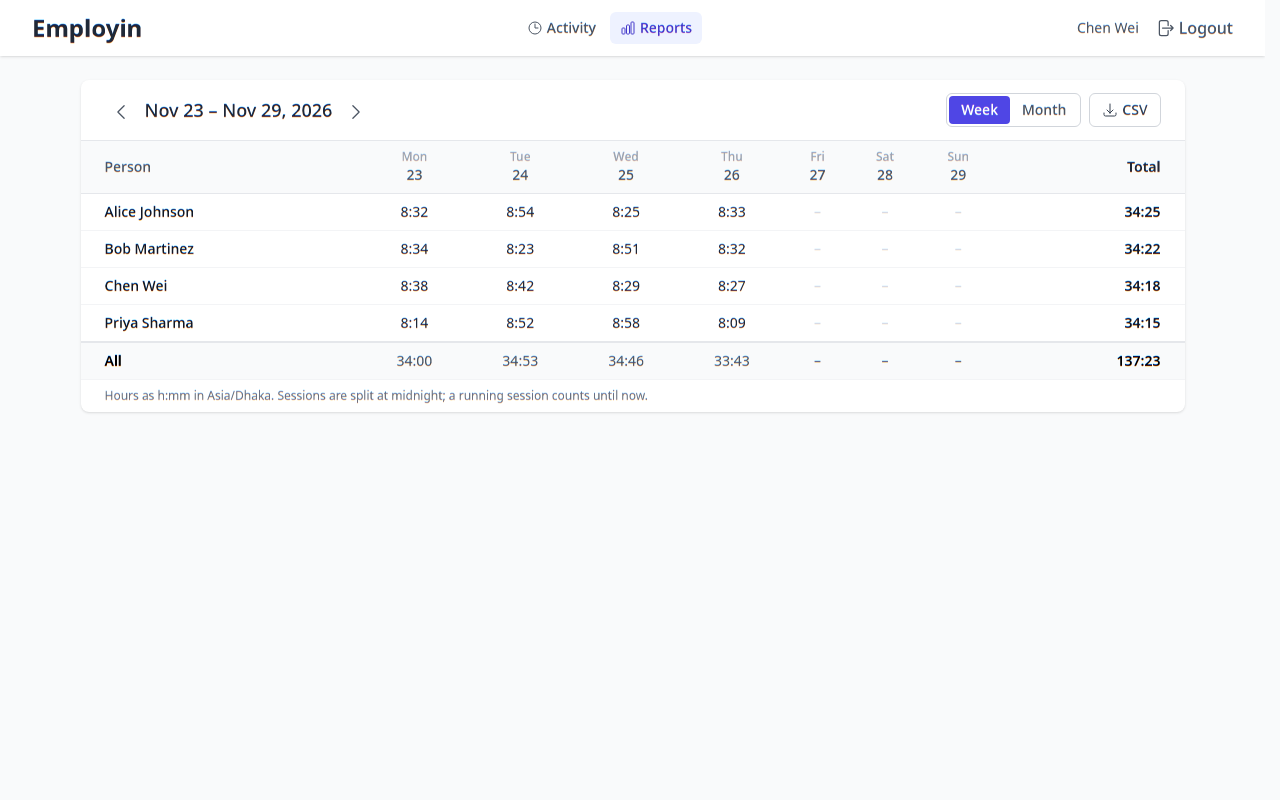 Employin Activity Reports Chen Wei Logout
Nov 23 – Nov 29, 2026 Week Month CSV
Person Mon 23 Tue 24 Wed 25 Thu 26 Fri 27 Sat 28 Sun 29 Total
Alice Johnson 8:32 8:54 8:25 8:33 – – – 34:25
Bob Martinez 8:34 8:23 8:51 8:32 – – – 34:22
Chen Wei 8:38 8:42 8:29 8:27 – – – 34:18
Priya Sharma 8:14 8:52 8:58 8:09 – – – 34:15
All 34:00 34:53 34:46 33:43 – – – 137:23
Hours as h:mm in Asia/Dhaka. Sessions are split at midnight; a running session counts until now.